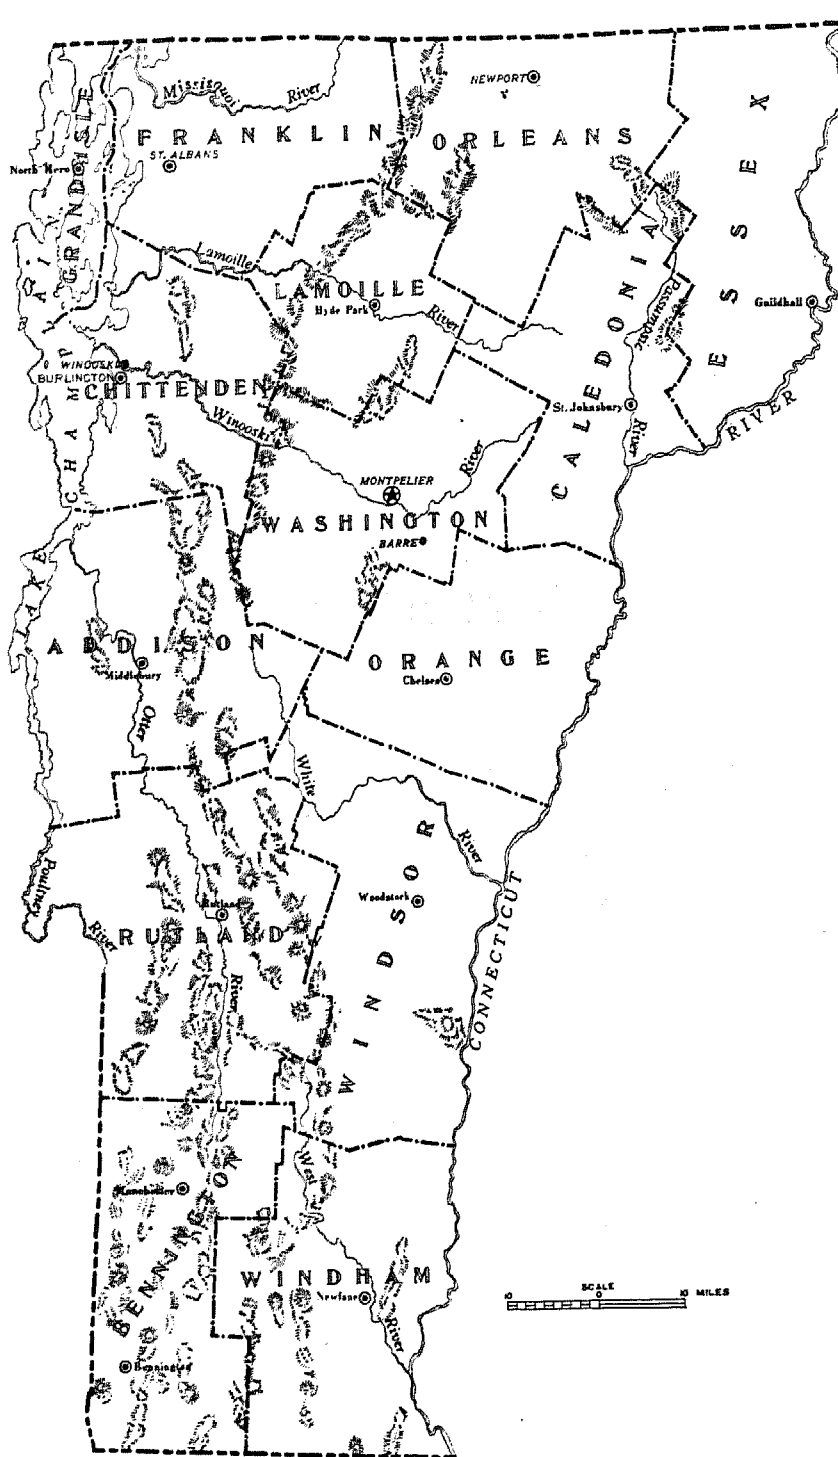 NEWPORT
Missisquoi River
FRANKLIN
ORLEANS
ESSEX
ST. ALBANS
North Hero
GRAND ISLE
Lamoille River
LAMOILLE
Hyde Park
CALEDONIA
Passumpsic River
Guildhall
WINOOSKI
BURLINGTON
CHITTENDEN
LAKE CHAMPLAIN
Winooski River
St. Johnsbury
RIVER
MONTPELIER
WASHINGTON
BARRE
ADDISON
Middlebury
Otter
ORANGE
Chelsea
White River
Poultney River
Rutland
RUTLAND
River
Woodstock
WINDSOR
CONNECTICUT
Manchester
BENNINGTON
West River
WINDHAM
Newfane
Bennington
SCALE
10 0 10 MILES